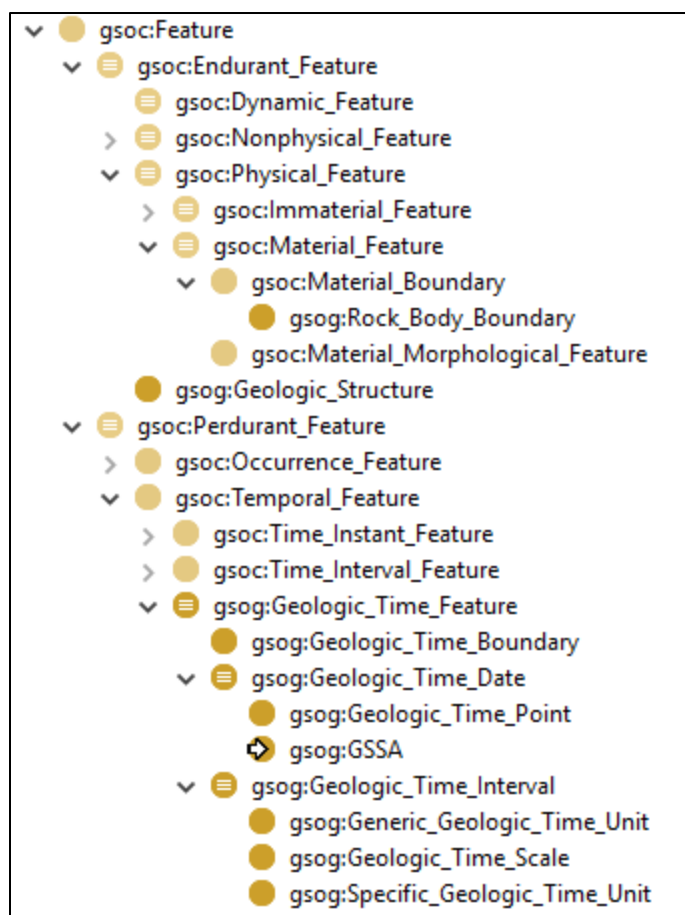 gsoc:Feature
gsoc:Endurant_Feature
gsoc:Dynamic_Feature
gsoc:Nonphysical_Feature
gsoc:Physical_Feature
gsoc:Immaterial_Feature
gsoc:Material_Feature
gsoc:Material_Boundary
gsog:Rock_Body_Boundary
gsoc:Material_Morphological_Feature
gsog:Geologic_Structure
gsoc:Perdurant_Feature
gsoc:Occurrence_Feature
gsoc:Temporal_Feature
gsoc:Time_Instant_Feature
gsoc:Time_Interval_Feature
gsog:Geologic_Time_Feature
gsog:Geologic_Time_Boundary
gsog:Geologic_Time_Date
gsog:Geologic_Time_Point
gsog:GSSA
gsog:Geologic_Time_Interval
gsog:Generic_Geologic_Time_Unit
gsog:Geologic_Time_Scale
gsog:Specific_Geologic_Time_Unit